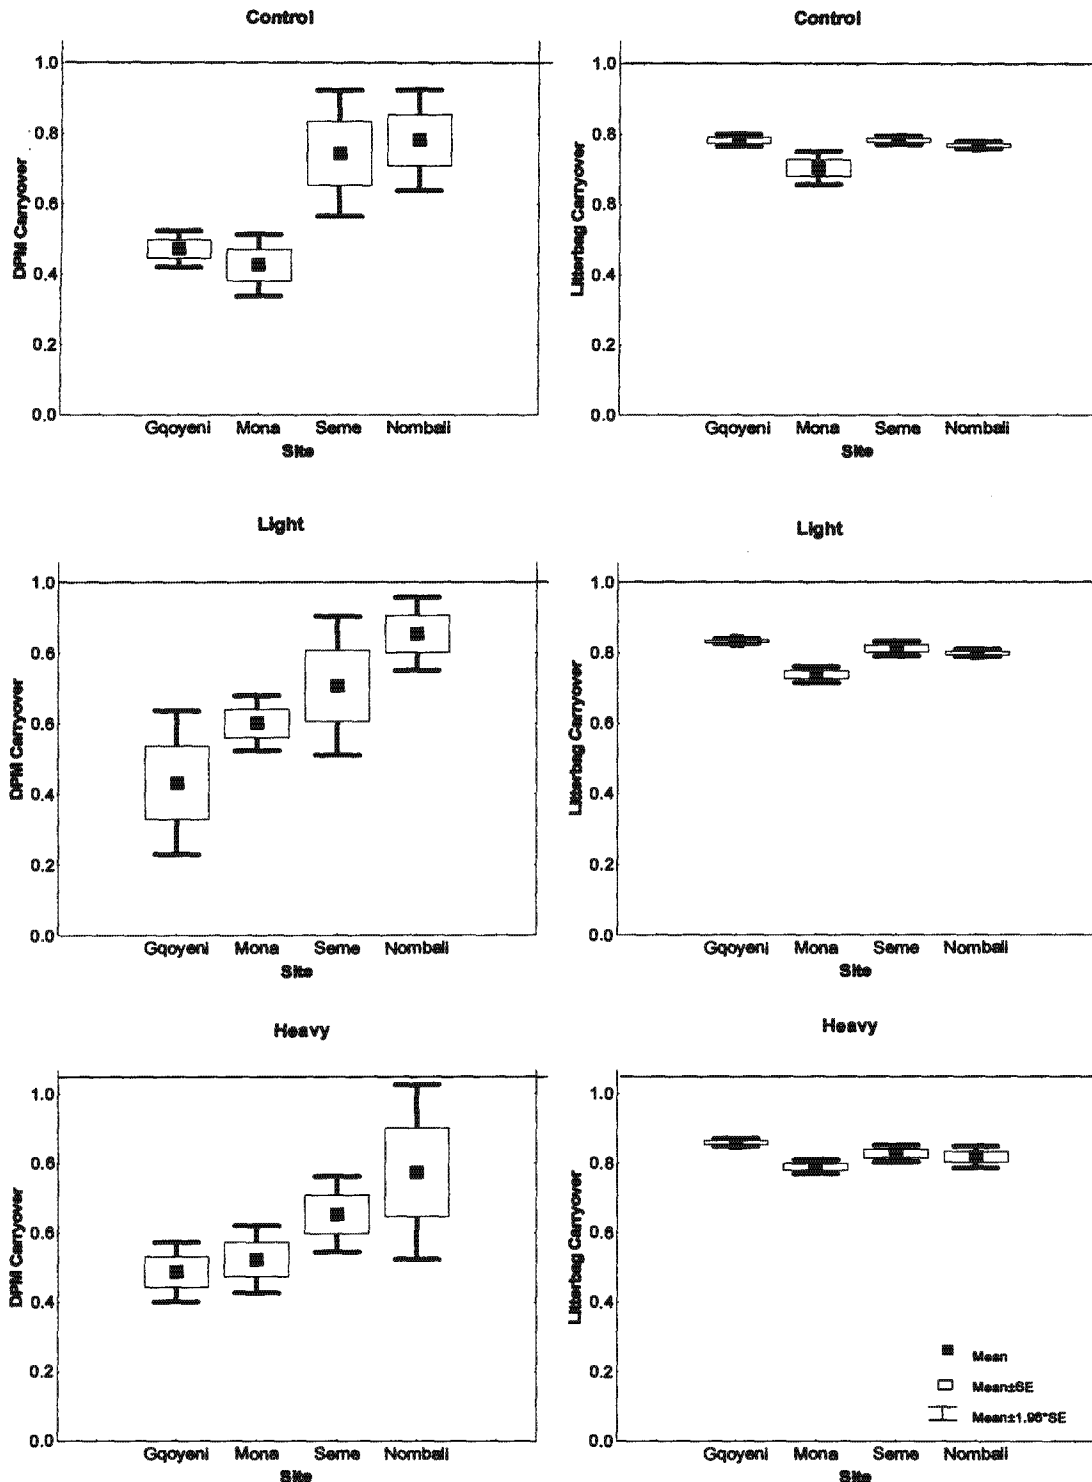 Control
1.0
0.8
0.6
0.4
0.2
0.0
DPM Carryover
Gqoyeni Mona Seme Nombali
Site
Control
1.0
0.8
0.6
0.4
0.2
0.0
Litterbag Carryover
Gqoyeni Mona Seme Nombali
Site
Light
1.0
0.8
0.6
0.4
0.2
0.0
DPM Carryover
Gqoyeni Mona Seme Nombali
Site
Light
1.0
0.8
0.6
0.4
0.2
0.0
Litterbag Carryover
Gqoyeni Mona Seme Nombali
Site
Heavy
1.0
0.8
0.6
0.4
0.2
0.0
DPM Carryover
Gqoyeni Mona Seme Nombali
Site
Heavy
1.0
0.8
0.6
0.4
0.2
0.0
Litterbag Carryover
Mean
Mean±SE
Mean±1.96*SE
Gqoyeni Mona Seme Nombali
Site